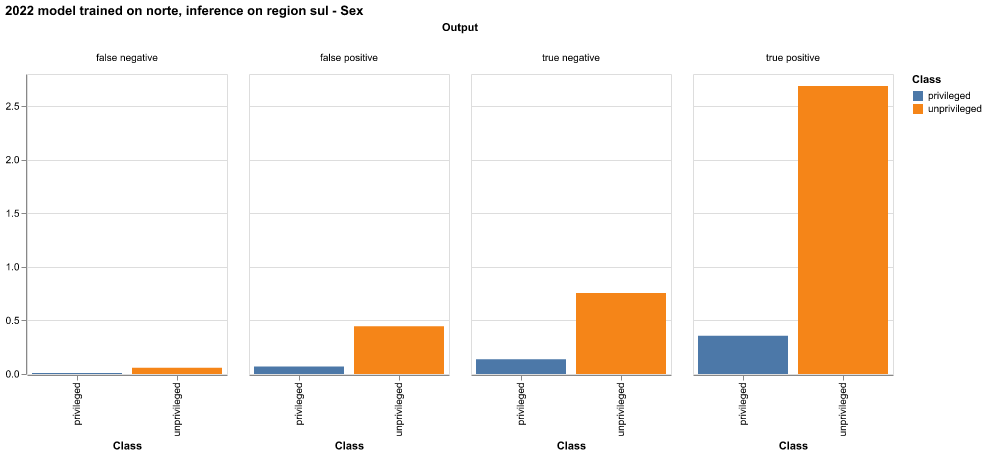 2022 model trained on norte, inference on region sul - Sex
Output
false negative false positive true negative true positive
Class
privileged
unprivileged
2.5
2.0
1.5
1.0
0.5
0.0
privileged unprivileged privileged unprivileged privileged unprivileged privileged unprivileged
Class Class Class Class